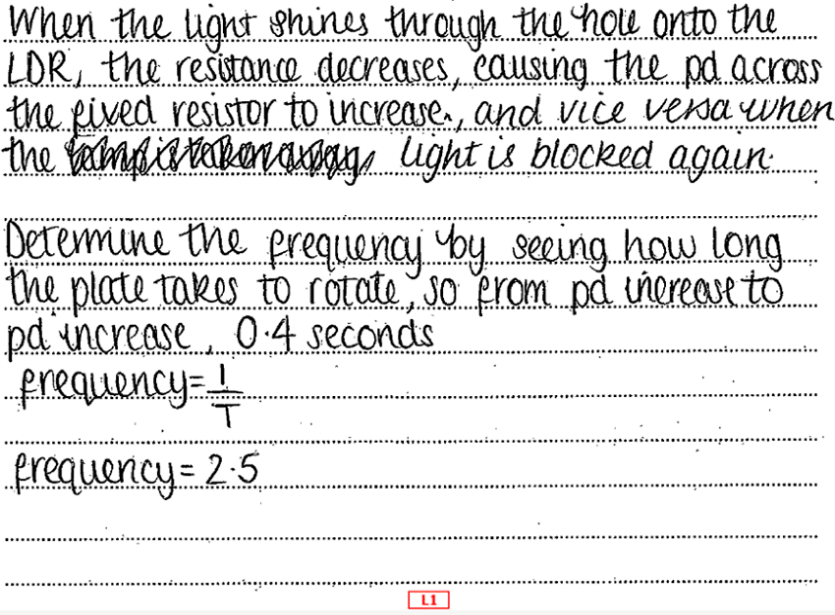 When the light shines through the hole onto the
LDR, the resistance decreases, causing the pd across
the fixed resistor to increase., and vice versa when
the light is blocked again.
Determine the frequency by seeing how long
the plate takes to rotate, so from pd increase to
pd increase, 0.4 seconds
frequency = 1/T
frequency = 2.5
L1